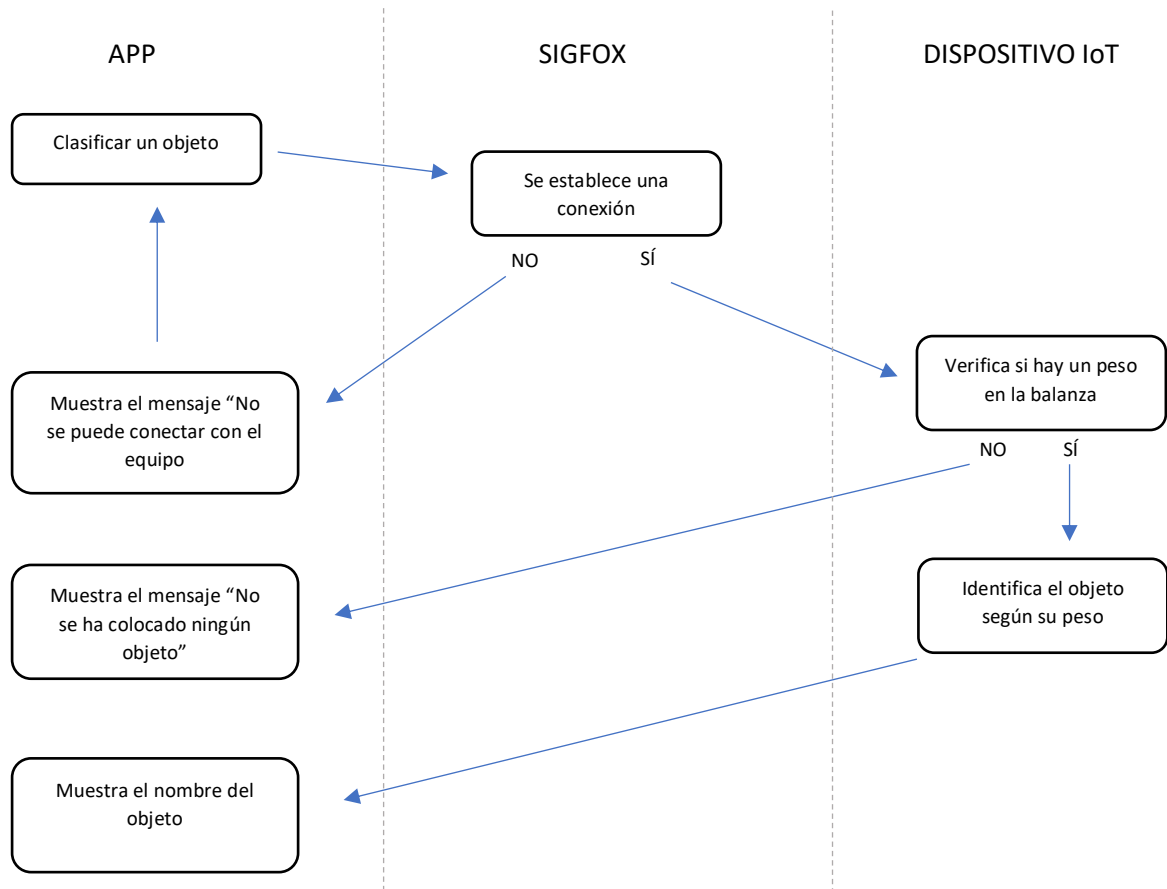 APP
SIGFOX
DISPOSITIVO IoT
Clasificar un objeto
Se establece una
conexión
NO
SÍ
Verifica si hay un peso
en la balanza
NO
SÍ
Muestra el mensaje “No
se puede conectar con el
equipo
Muestra el mensaje “No
se ha colocado ningún
objeto”
Identifica el objeto
según su peso
Muestra el nombre del
objeto